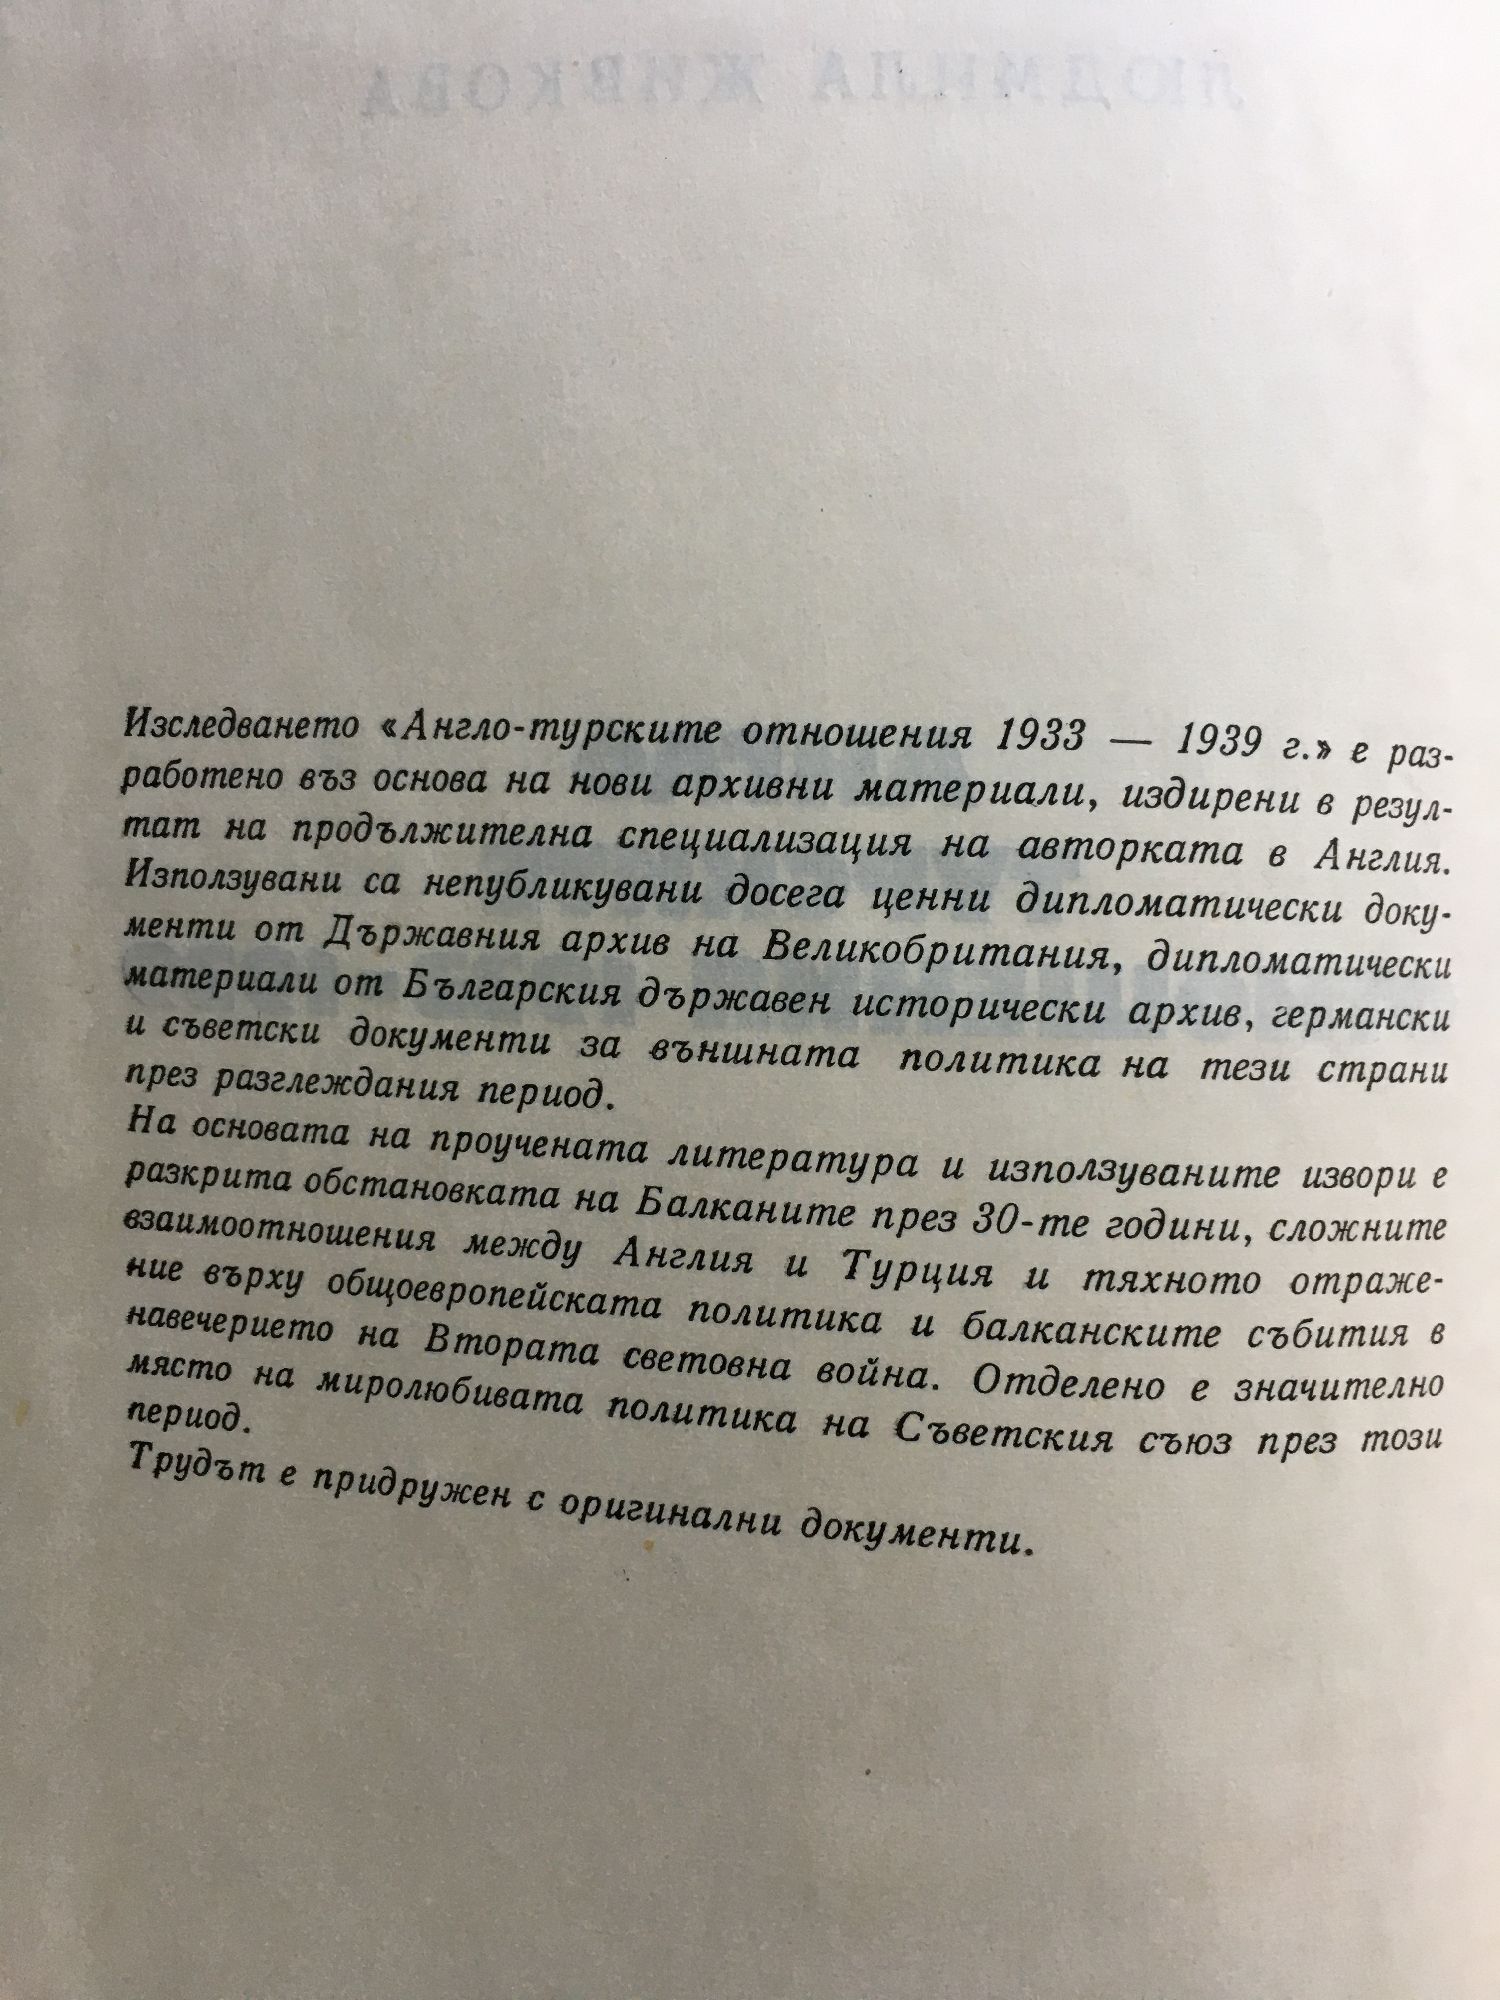 ЛЮДМИЛА ЖИВКОВА
Изследването «Англо-турските отношения 1933 — 1939 г.» е раз-
работено въз основа на нови архивни материали, издирени в резул-
тат на продължителна специализация на авторката в Англия.
Използувани са непубликувани досега ценни дипломатически доку-
менти от Държавния архив на Великобритания, дипломатически
материали от Българския държавен исторически архив, германски
и съветски документи за външната политика на тези страни
през разглеждания период.
На основата на проучената литература и използуваните извори е
разкрита обстановката на Балканите през 30-те години, сложните
взаимоотношения между Англия и Турция и тяхното отраже-
ние върху общоевропейската политика и балканските събития в
навечерието на Втората световна война. Отделено е значително
място на миролюбивата политика на Съветския съюз през този
период.
Трудът е придружен с оригинални документи.